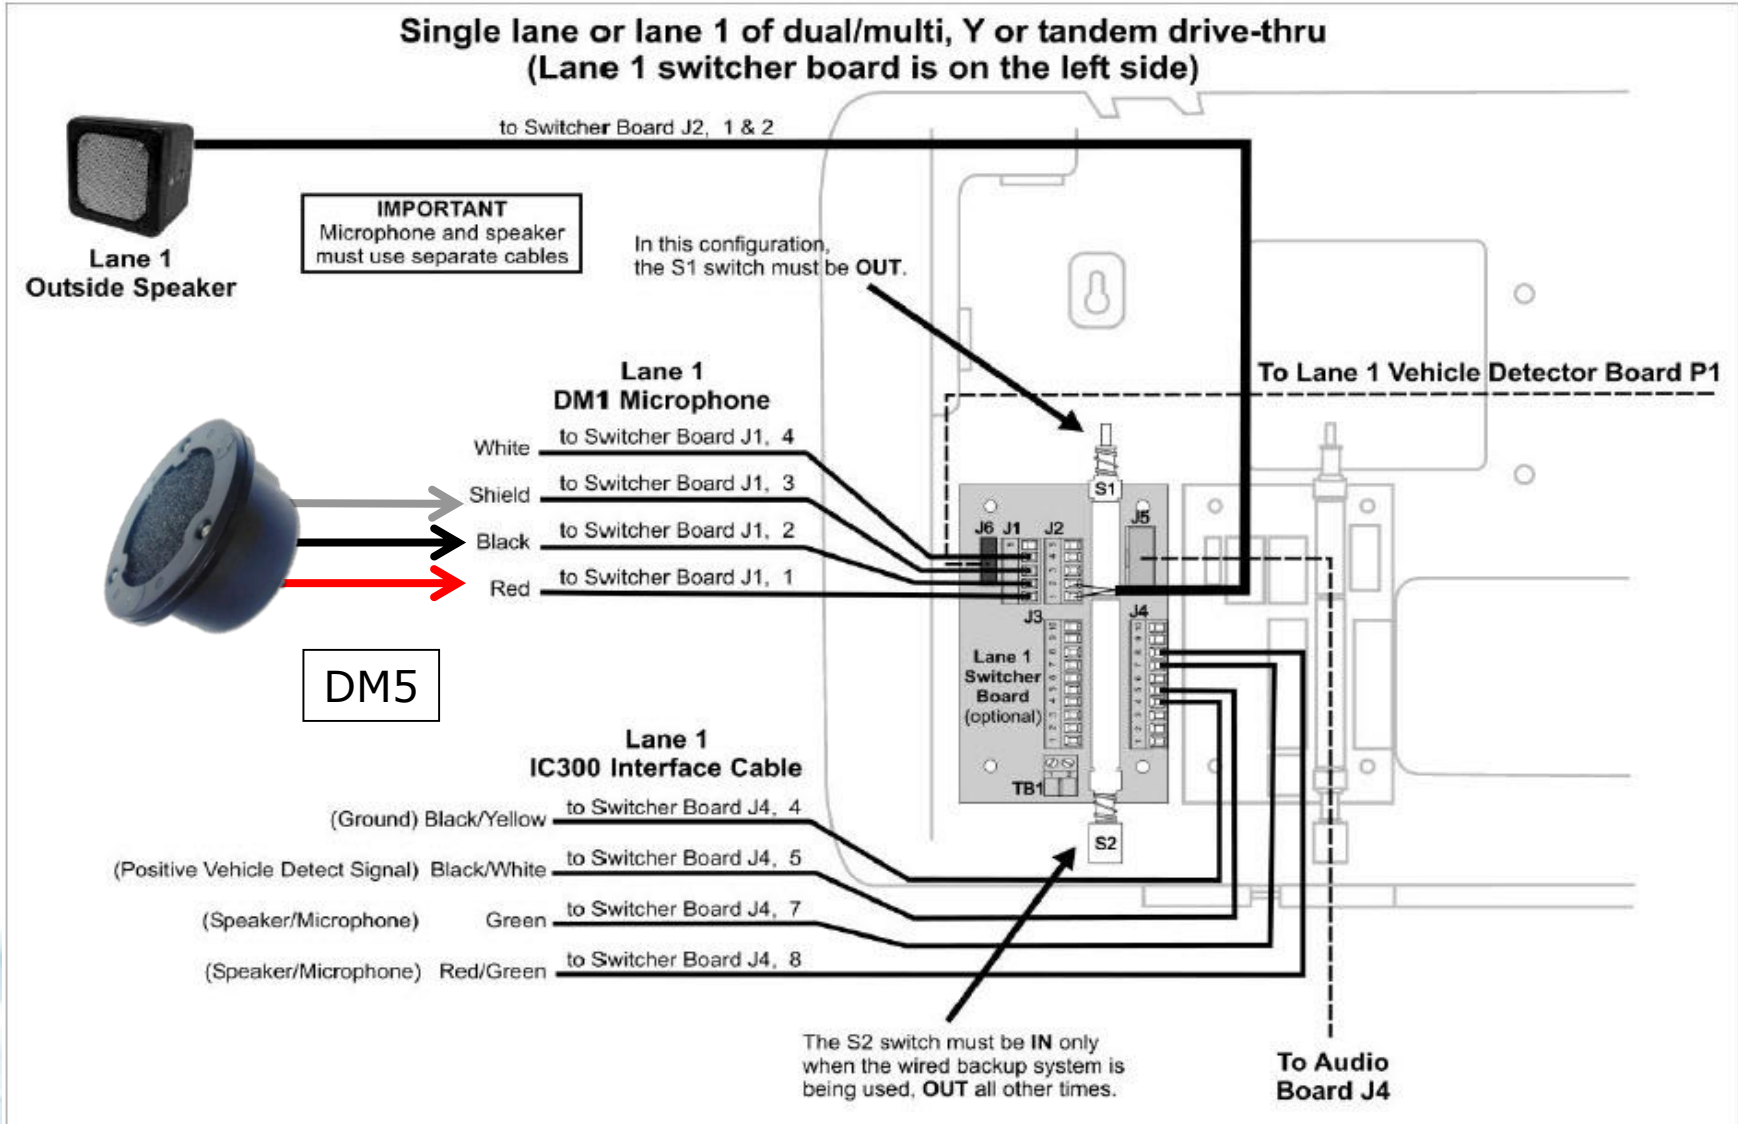 Single lane or lane 1 of dual/multi, Y or tandem drive-thru
(Lane 1 switcher board is on the left side)
to Switcher Board J2, 1 & 2
Lane 1
Outside Speaker
IMPORTANT
Microphone and speaker
must use separate cables
In this configuration,
the S1 switch must be OUT.
To Lane 1 Vehicle Detector Board P1
Lane 1
DM1 Microphone
White to Switcher Board J1, 4
Shield to Switcher Board J1, 3
Black to Switcher Board J1, 2
Red to Switcher Board J1, 1
DM5
S1
J6 J1 J2 J5
J3 J4
Lane 1
Switcher
Board
(optional)
TB1
S2
Lane 1
IC300 Interface Cable
(Ground) Black/Yellow to Switcher Board J4, 4
(Positive Vehicle Detect Signal) Black/White to Switcher Board J4, 5
(Speaker/Microphone) Green to Switcher Board J4, 7
(Speaker/Microphone) Red/Green to Switcher Board J4, 8
The S2 switch must be IN only
when the wired backup system is
being used, OUT all other times.
To Audio
Board J4